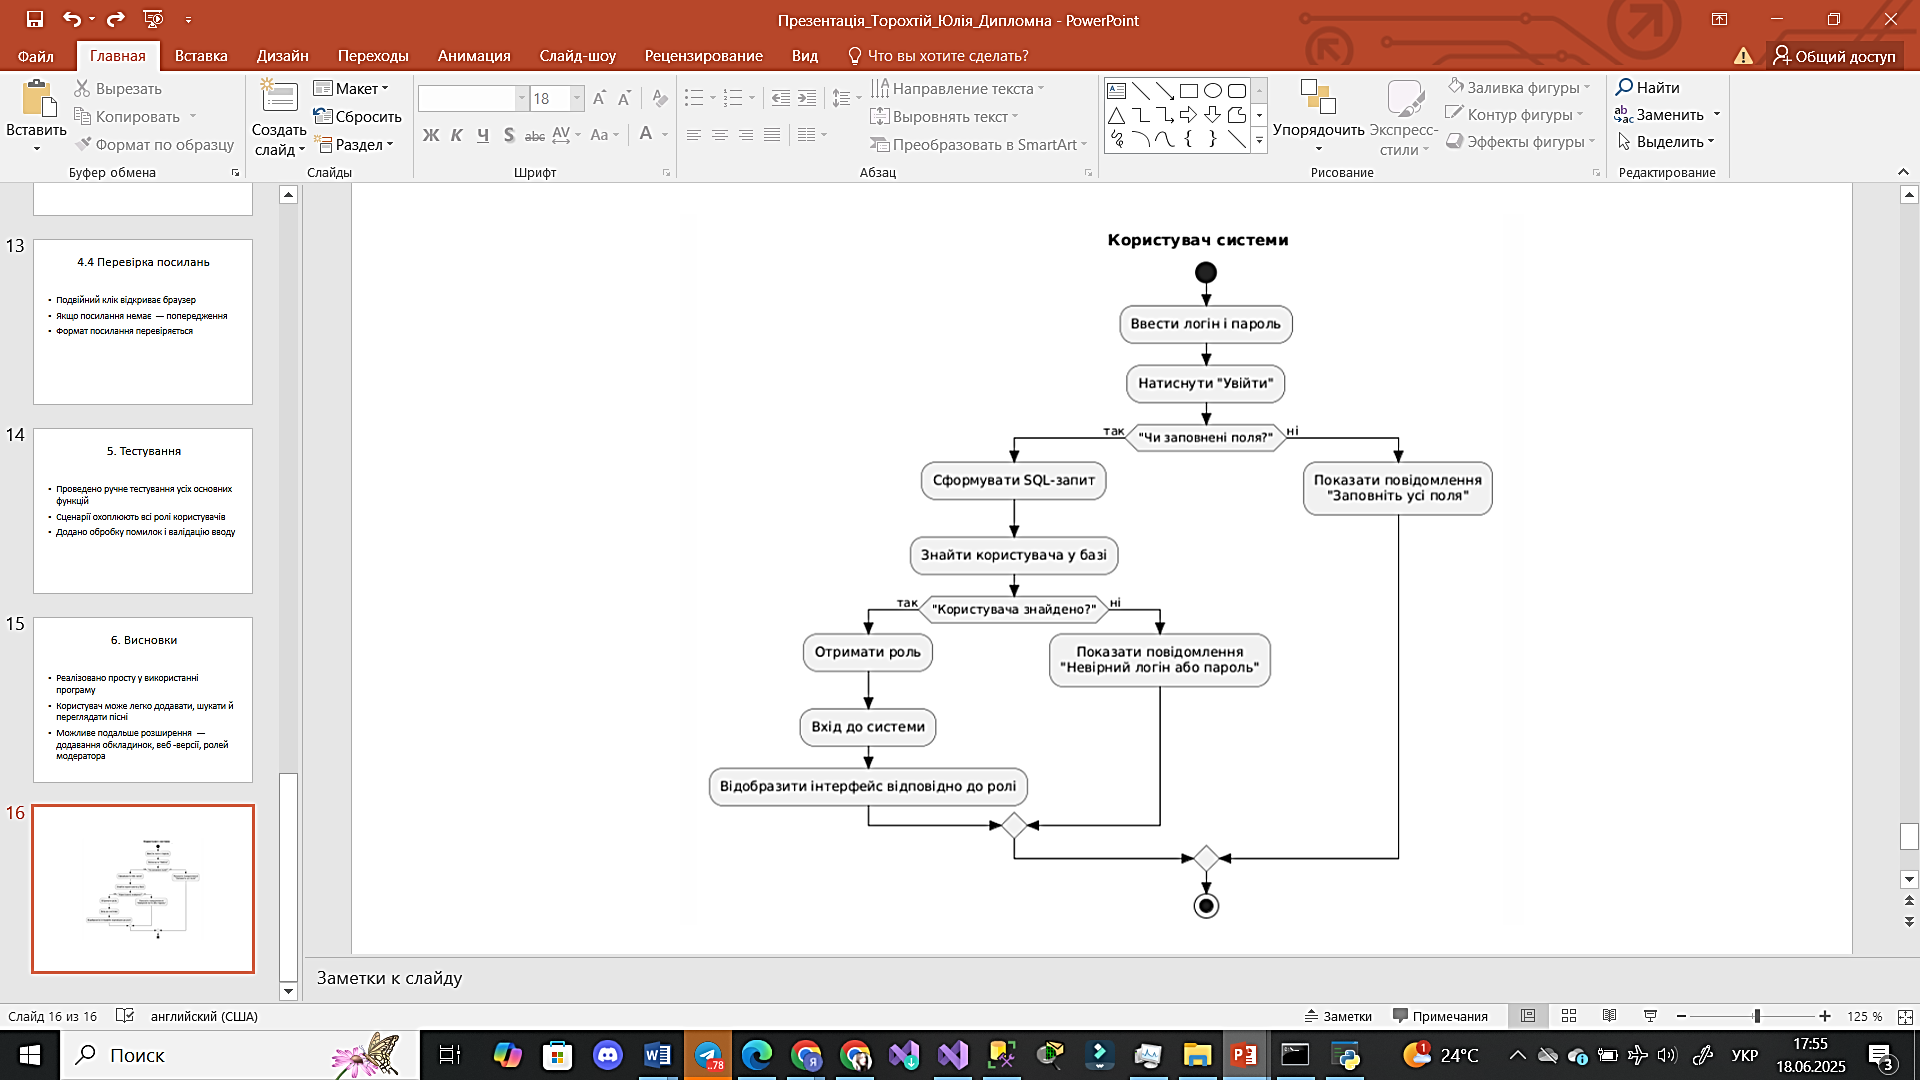 Презентація_Торохтій_Юлія_Дипломна - PowerPoint
Файл
Главная
Вставка
Дизайн
Переходы
Анимация
Слайд-шоу
Рецензирование
Вид
Что вы хотите сделать?
Общий доступ
Вставить
Вырезать
Копировать
Формат по образцу
Буфер обмена
Создать слайд
Макет
Сбросить
Раздел
Слайды
18
Ж К Ч S abc AV Aa А
Шрифт
Направление текста
Выровнять текст
Преобразовать в SmartArt
Абзац
Упорядочить
Экспресс-стили
Заливка фигуры
Контур фигуры
Эффекты фигуры
Рисование
Найти
Заменить
Выделить
Редактирование
13
4.4 Перевірка посилань
• Подвійний клік відкриває браузер
• Якщо посилання немає — попередження
• Формат посилання перевіряється
14
5. Тестування
• Проведено ручне тестування усіх основних
функцій
• Сценарії охоплюють всі ролі користувачів
• Додано обробку помилок і валідацію вводу
15
6. Висновки
• Реалізовано просту у використанні
програму
• Користувач може легко додавати, шукати й
переглядати пісні
• Можливе подальше розширення —
додавання обкладинок, веб -версії, ролей
модератора
16
Користувач системи
Ввести логін і пароль
Натиснути "Увійти"
так
"Чи заповнені поля?"
ні
Сформувати SQL-запит
Показати повідомлення
"Заповніть усі поля"
Знайти користувача у базі
так
"Користувача знайдено?"
ні
Отримати роль
Показати повідомлення
"Невірний логін або пароль"
Вхід до системи
Відобразити інтерфейс відповідно до ролі
Заметки к слайду
Слайд 16 из 16
английский (США)
Заметки
Примечания
125 %
Поиск
..78
1
24°C
УКР
17:55
18.06.2025
3